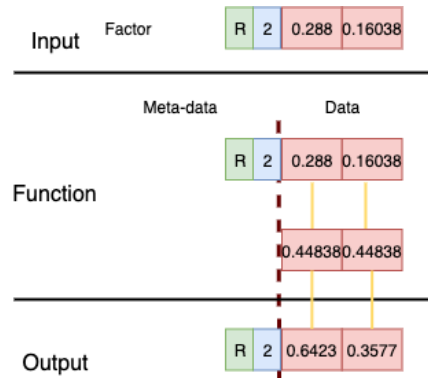 Input Factor R 2 0.288 0.16038
Meta-data Data
R 2 0.288 0.16038
Function
0.44838 0.44838
Output R 2 0.6423 0.3577